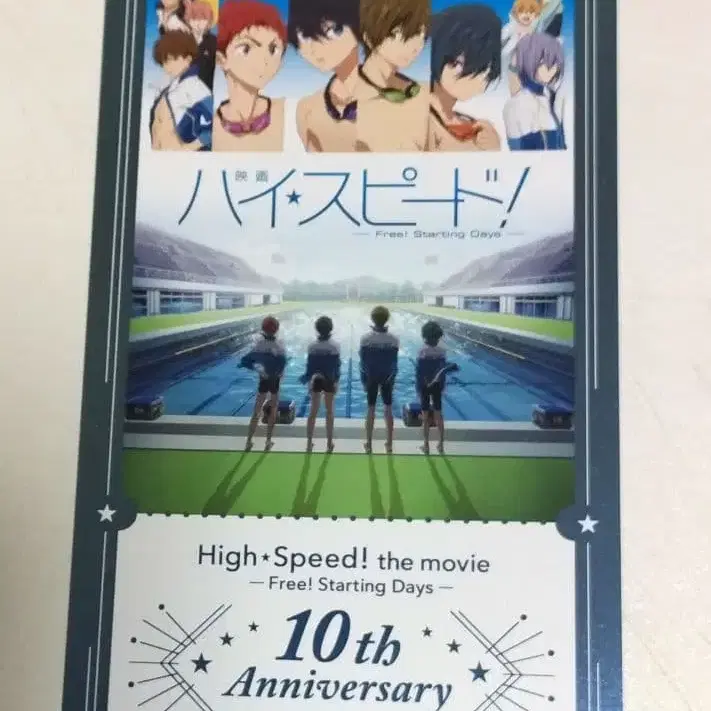 映画
ハイ★スピード!
— Free! Starting Days —
High★Speed! the movie
— Free! Starting Days —
10th
Anniversary